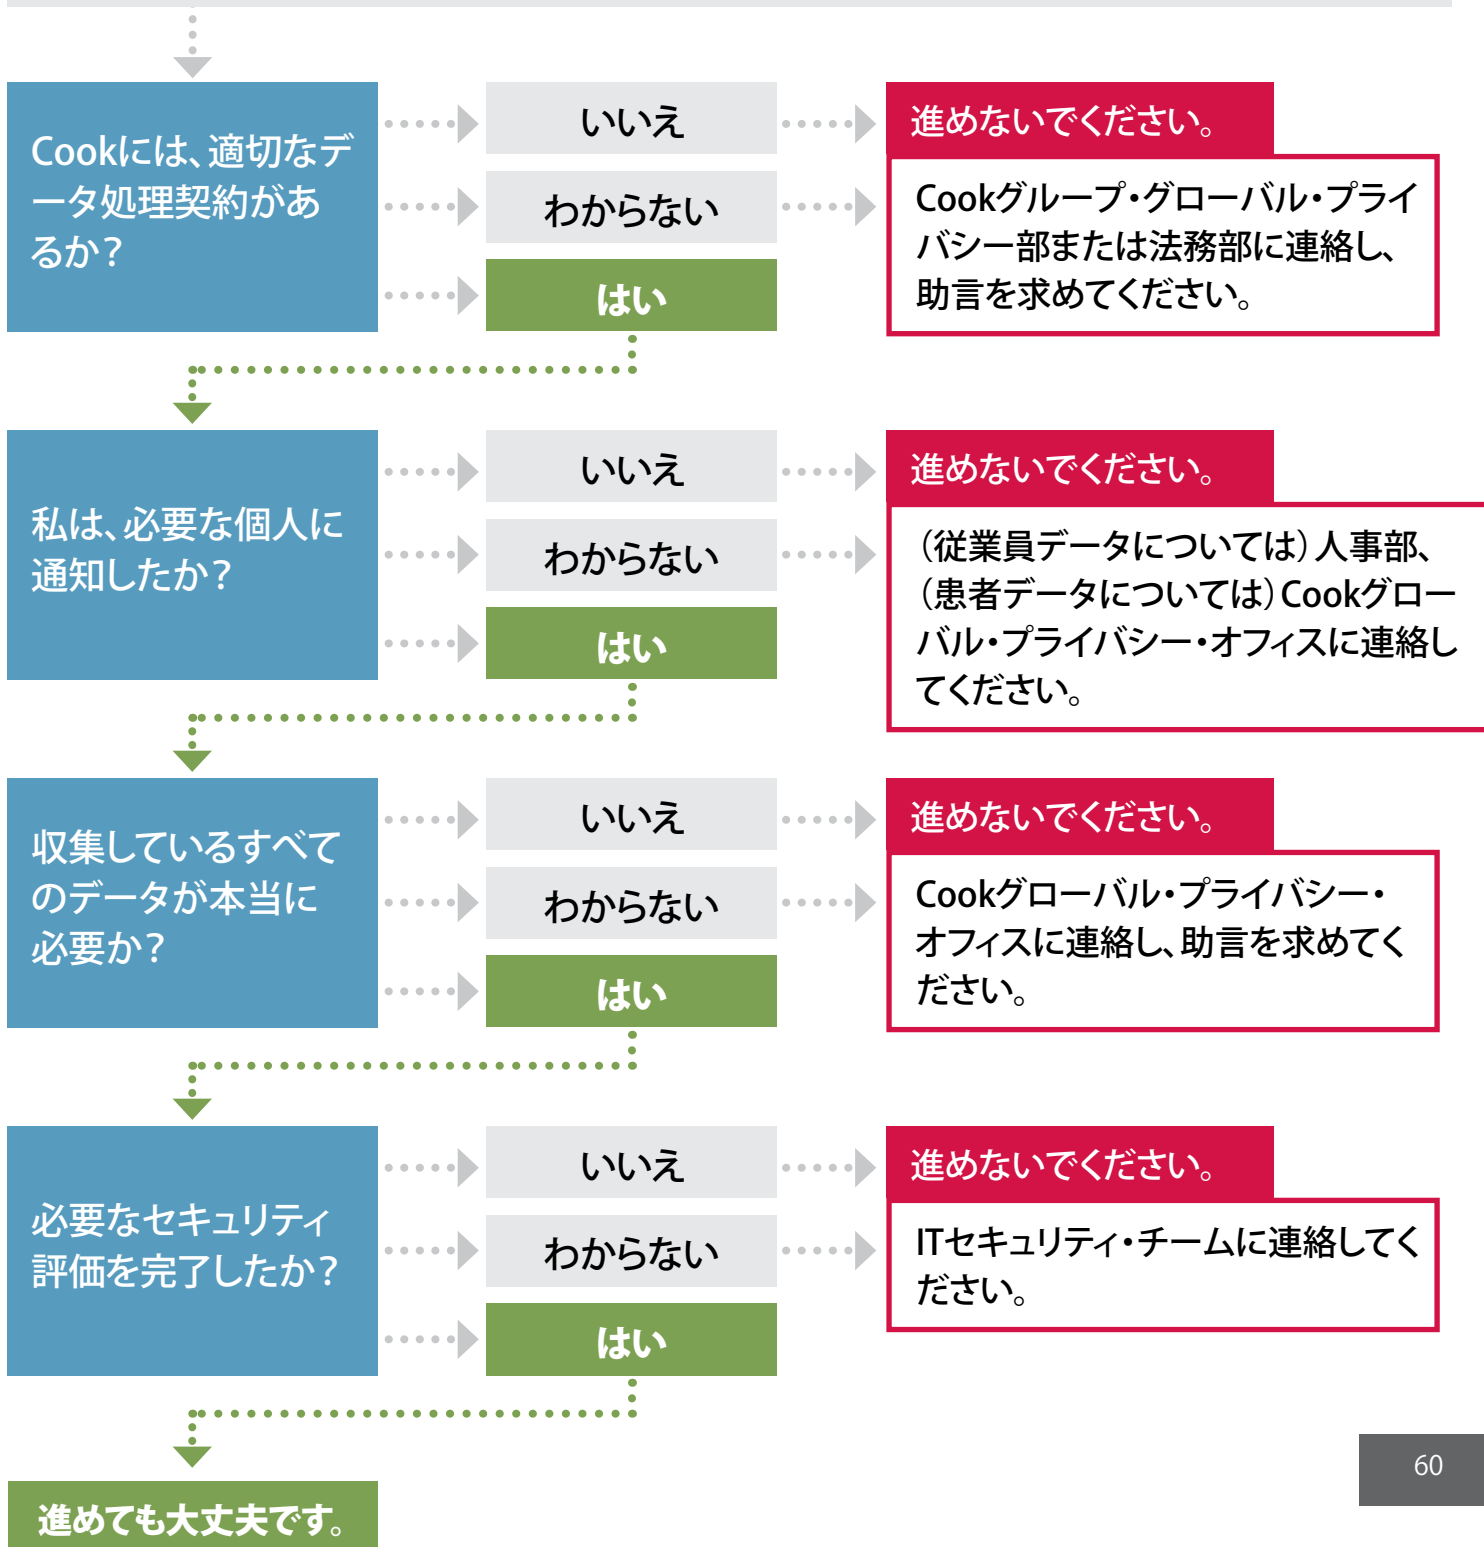 Cookには、適切なデ
ータ処理契約があ
るか？
いいえ
わからない
はい
進めないでください。
Cookグループ・グローバル・プライ
バシー部または法務部に連絡し、
助言を求めてください。
私は、必要な個人に
通知したか？
いいえ
わからない
はい
進めないでください。
（従業員データについては）人事部、
（患者データについては）Cookグロー
バル・プライバシー・オフィスに連絡し
てください。
収集しているすべて
のデータが本当に
必要か？
いいえ
わからない
はい
進めないでください。
Cookグローバル・プライバシー・
オフィスに連絡し、助言を求めてく
ださい。
必要なセキュリティ
評価を完了したか？
いいえ
わからない
はい
進めないでください。
ITセキュリティ・チームに連絡してく
ださい。
進めても大丈夫です。
60